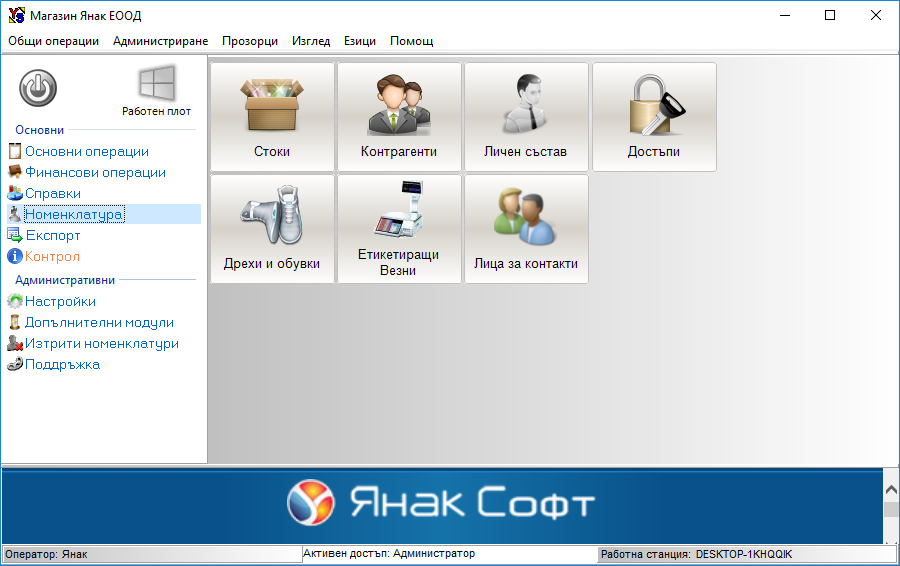 Магазин Янак ЕООД
Общи операции Администриране Прозорци Изглед Езици Помощ
Работен плот
Основни
Основни операции
Финансови операции
Справки
Номенклатура
Експорт
Контрол
Административни
Настройки
Допълнителни модули
Изтрити номенклатури
Поддръжка
Стоки
Контрагенти
Личен състав
Достъпи
Дрехи и обувки
Етикетиращи
Везни
Лица за контакти
Янак Софт
Оператор: Янак
Активен достъп: Администратор
Работна станция: DESKTOP-1KHQQIK